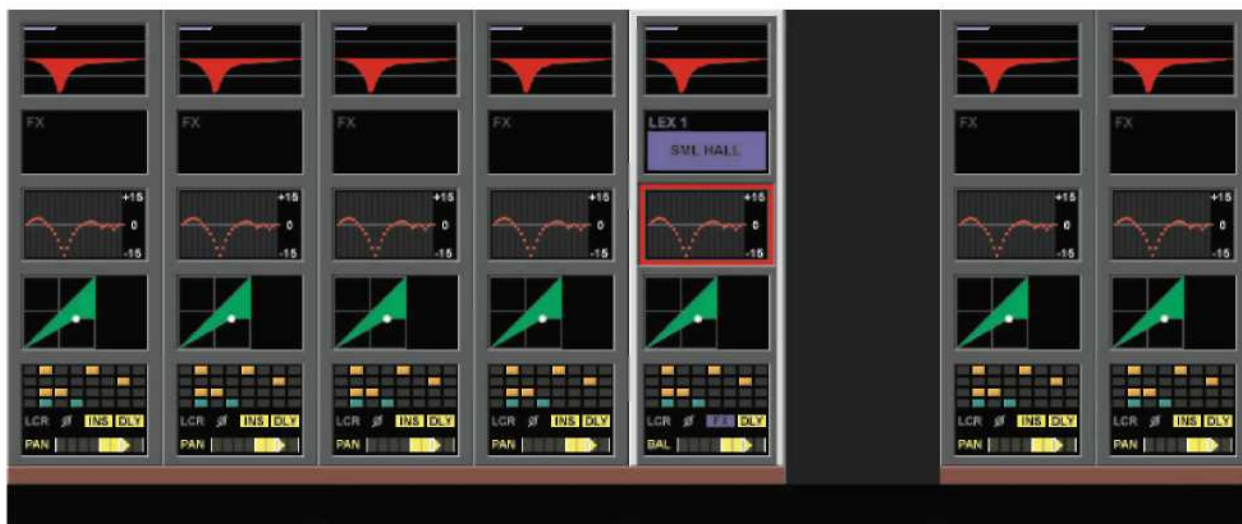 FX FX FX FX LEX 1 FX FX
SML HALL
+15 +15 +15 +15 +15 +15 +15
0 0 0 0 0 0 0
-15 -15 -15 -15 -15 -15 -15
LCR Ø INS DLY LCR Ø INS DLY LCR Ø INS DLY LCR Ø INS DLY LCR Ø FX DLY LCR Ø INS DLY LCR Ø INS DLY
PAN PAN PAN PAN BAL PAN PAN